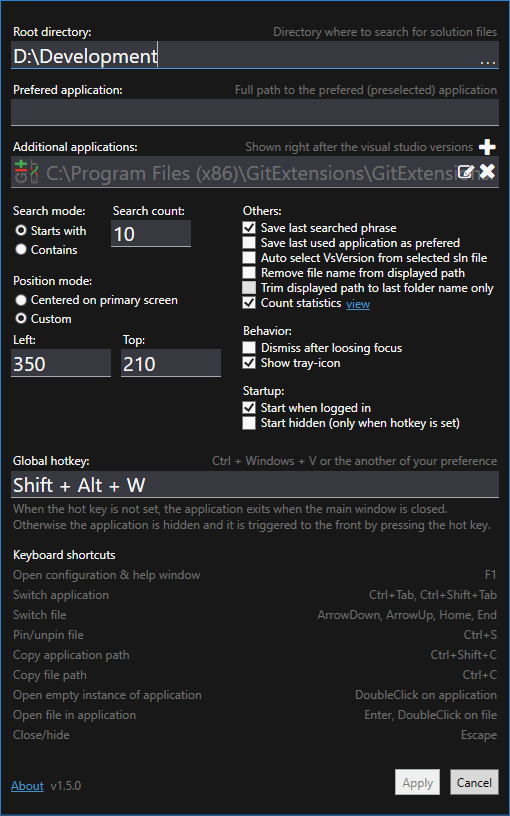 Root directory: Directory where to search for solution files
D:\Development ...
Prefered application: Full path to the prefered (preselected) application
Additional applications: Shown right after the visual studio versions
C:\Program Files (x86)\GitExtensions\GitExtensions
Search mode:
Starts with
Contains
Search count:
10
Position mode:
Centered on primary screen
Custom
Left:
350
Top:
210
Others:
Save last searched phrase
Save last used application as prefered
Auto select VsVersion from selected sln file
Remove file name from displayed path
Trim displayed path to last folder name only
Count statistics view
Behavior:
Dismiss after loosing focus
Show tray-icon
Startup:
Start when logged in
Start hidden (only when hotkey is set)
Global hotkey: Ctrl + Windows + V or the another of your preference
Shift + Alt + W
When the hot key is not set, the application exits when the main window is closed.
Otherwise the application is hidden and it is triggered to the front by pressing the hot key.
Keyboard shortcuts
Open configuration & help window F1
Switch application Ctrl+Tab, Ctrl+Shift+Tab
Switch file ArrowDown, ArrowUp, Home, End
Pin/unpin file Ctrl+S
Copy application path Ctrl+Shift+C
Copy file path Ctrl+C
Open empty instance of application DoubleClick on application
Open file in application Enter, DoubleClick on file
Close/hide Escape
About v1.5.0
Apply Cancel